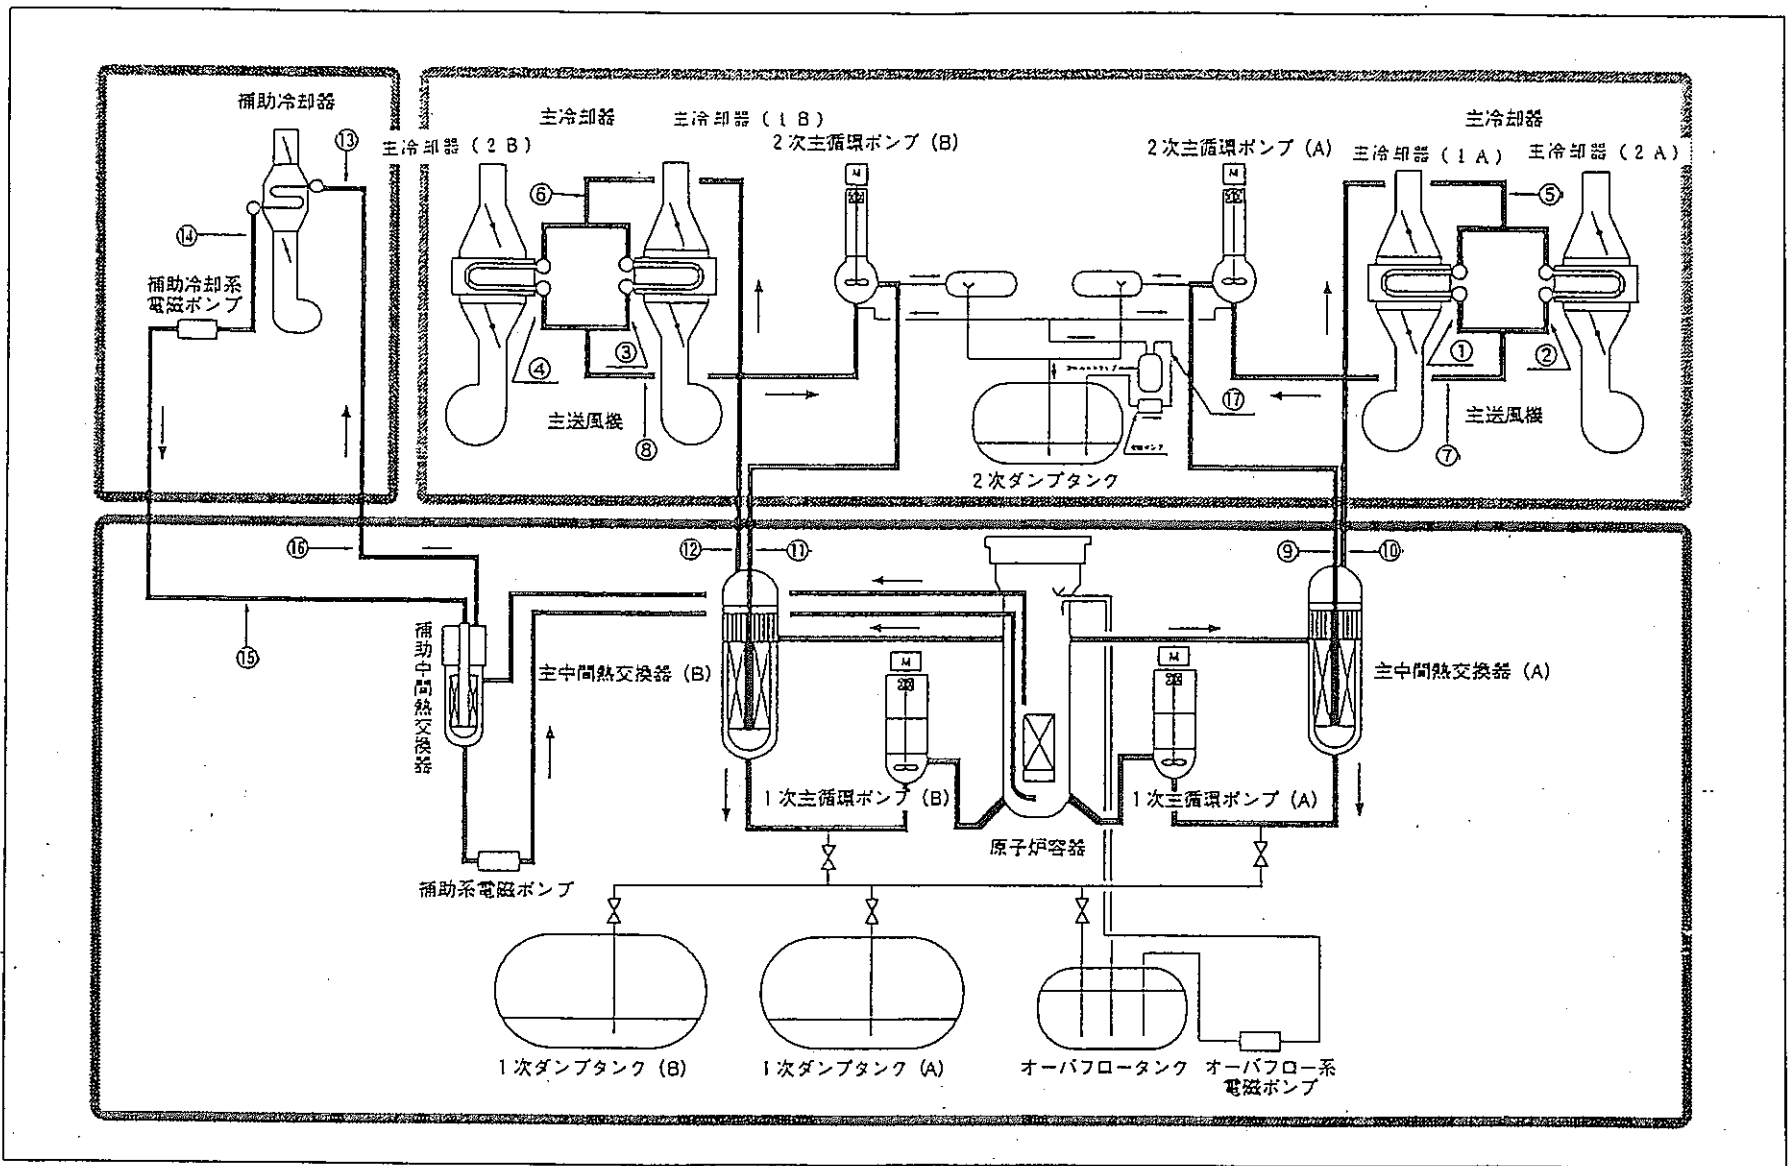 補助冷却器
⑬
⑭
補助冷却系
電磁ポンプ
主冷却器
主冷却器(1B)
主冷却器(2B)
2次主循環ポンプ(B)
M
⑥
④
③
主送風機
⑧
2次主循環ポンプ(A)
M
主冷却器
主冷却器(1A)
主冷却器(2A)
⑤
①
②
主送風機
⑦
⑰
2次ダンプタンク
⑯
⑮
⑫
⑪
⑨
⑩
補助中間熱交換器
主中間熱交換器(B)
M
M
主中間熱交換器(A)
1次主循環ポンプ(B)
1次主循環ポンプ(A)
原子炉容器
補助系電磁ポンプ
1次ダンプタンク(B)
1次ダンプタンク(A)
オーバフロータンク
オーバフロー系
電磁ポンプ